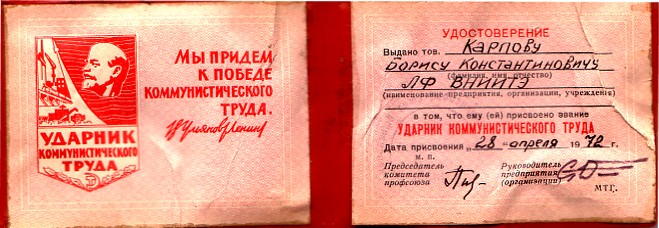 Мы придем
к победе
коммунистического
труда.
В Ульянов (Ленин)
УДАРНИК
КОММУНИСТИЧЕСКОГО
ТРУДА
УДОСТОВЕРЕНИЕ
Выдано тов. Карпову
Борису Константиновичу
(фамилия, имя, отчество)
ЛФ ВНИИТЭ
(наименование предприятия, организации, учреждения)
в том, что ему (ей) присвоено звание
УДАРНИК КОММУНИСТИЧЕСКОГО ТРУДА
Дата присвоения „28" апреля 1972 г.
м. п.
Председатель комитета профсоюза
Руководитель предприятия (организации)
МТГ.